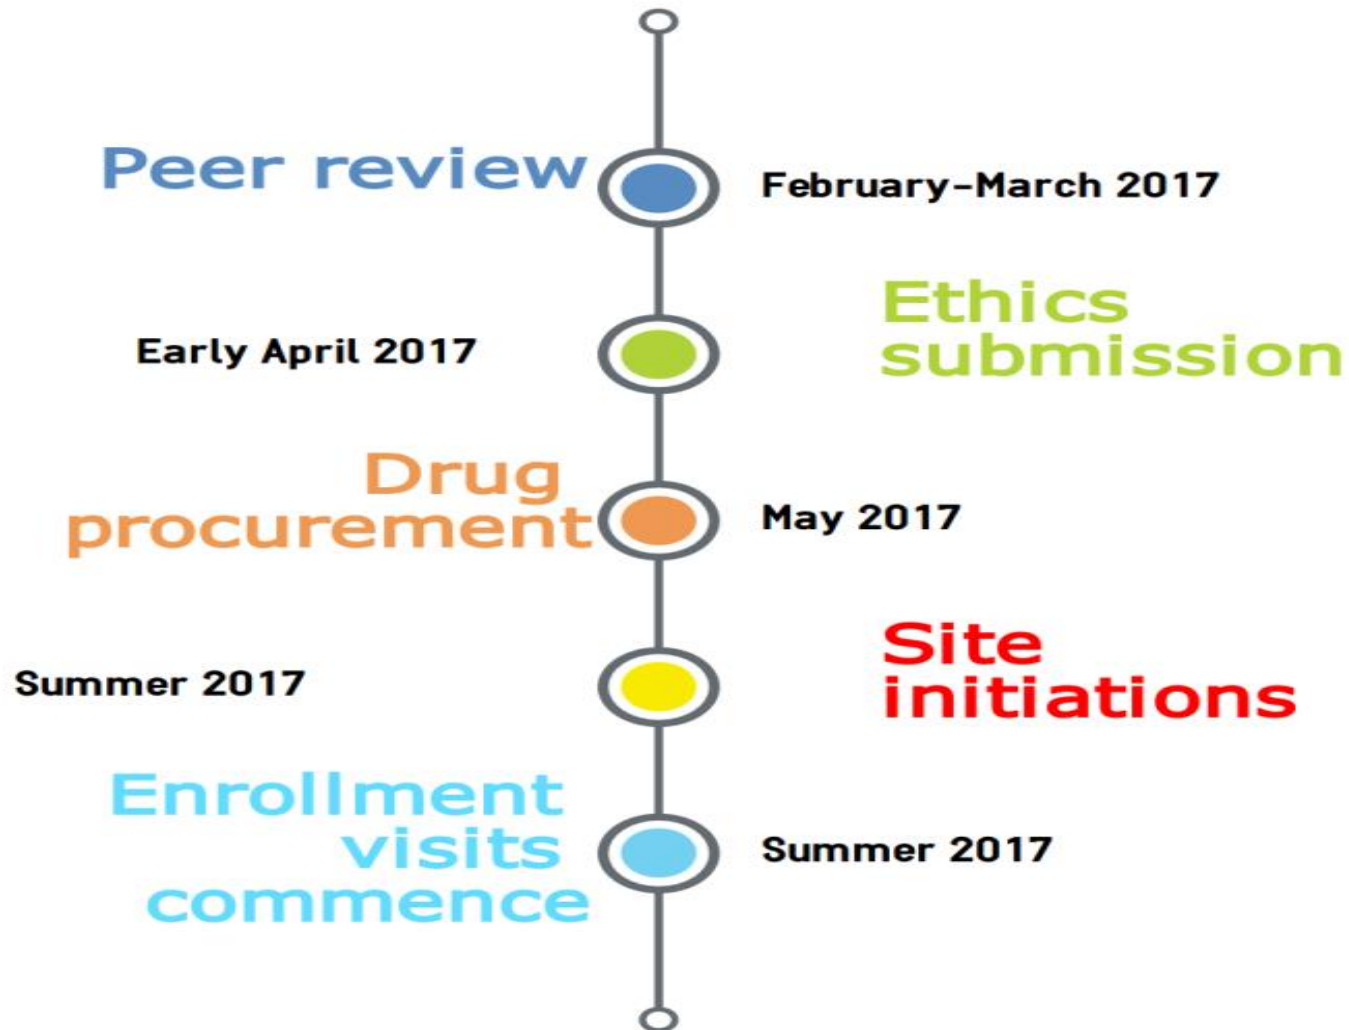 Peer review
February-March 2017
Early April 2017
Ethics
submission
Drug
procurement
May 2017
Summer 2017
Site
initiations
Enrollment
visits
commence
Summer 2017